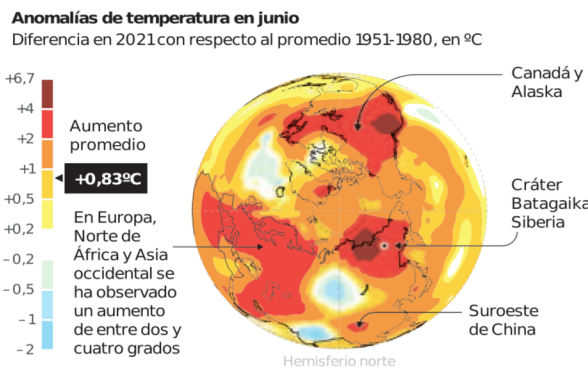 Anomalías de temperatura en junio
Diferencia en 2021 con respecto al promedio 1951-1980, en ºC
+6,7
+4
+2
+1
+0,5
+0,2
-0,2
-0,5
-1
-2
Aumento
promedio
+0,83ºC
En Europa,
Norte de
África y Asia
occidental se
ha observado
un aumento
de entre dos y
cuatro grados
Canadá y
Alaska
Cráter
Batagaika
Siberia
Suroeste
de China
Hemisferio norte